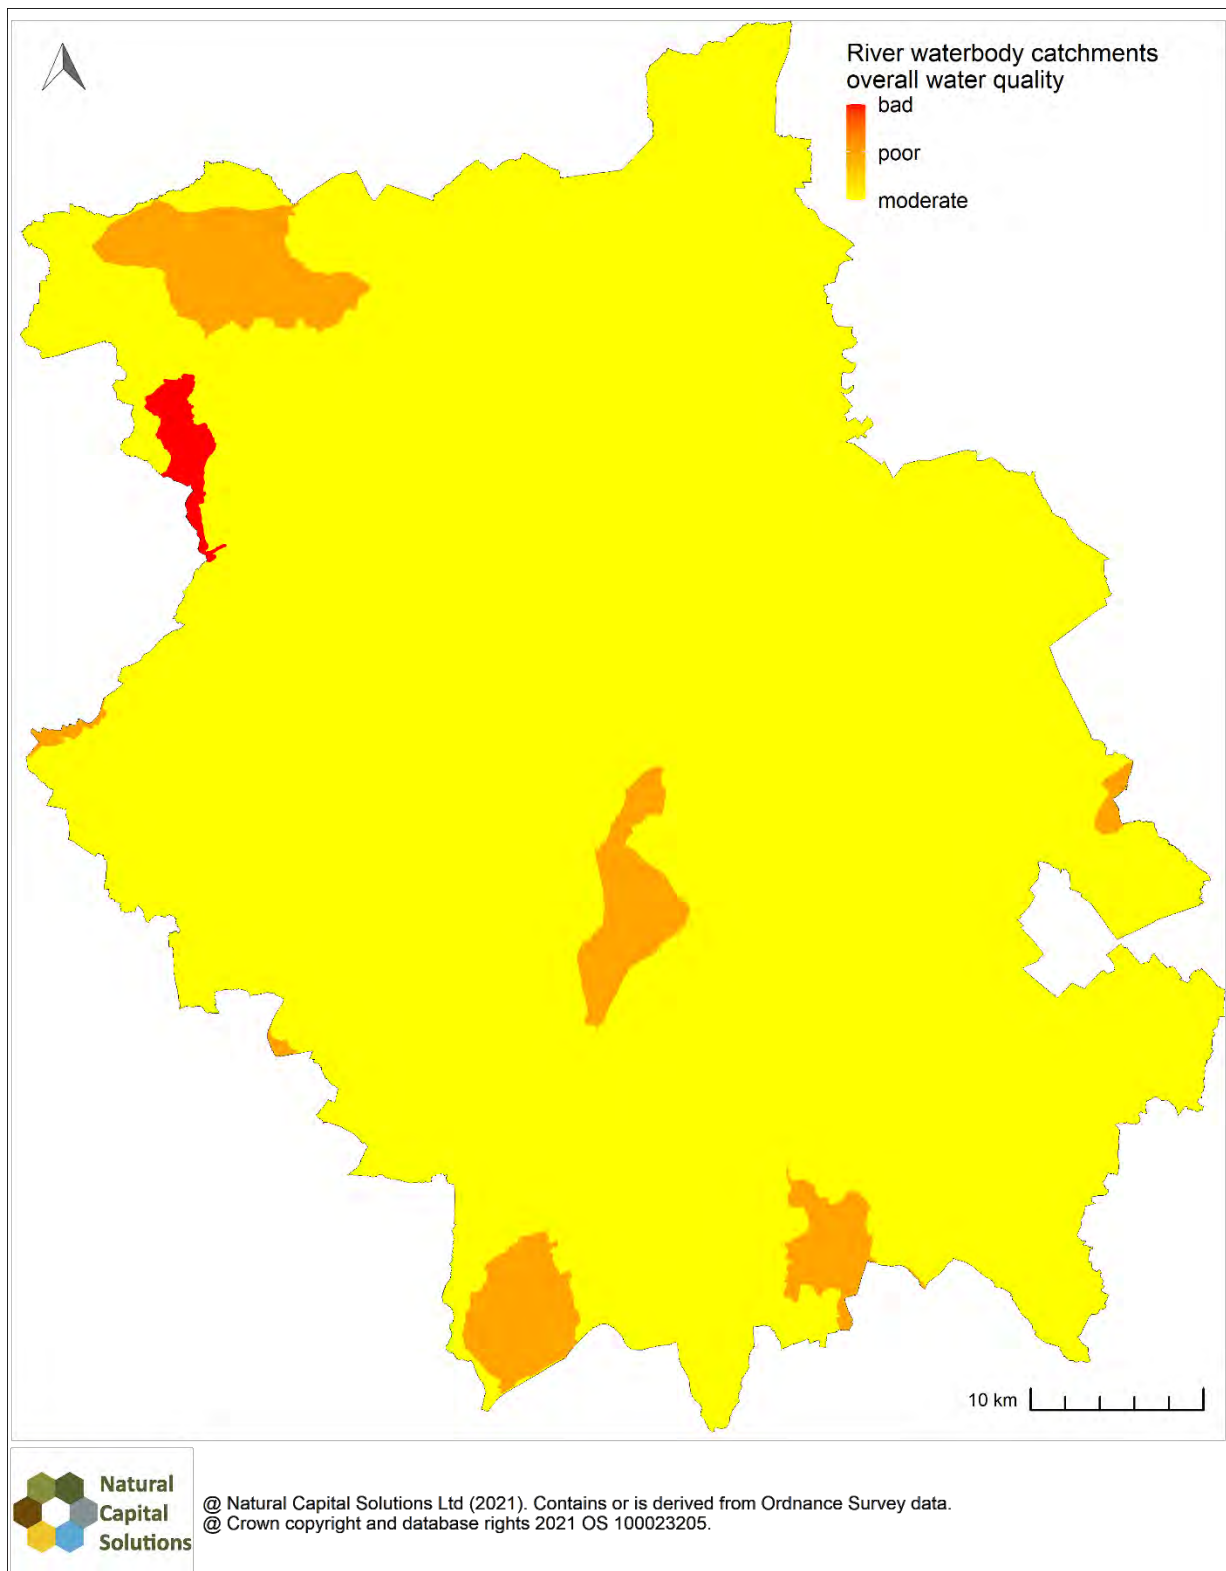 River waterbody catchments
overall water quality
bad
poor
moderate
10 km
Natural
Capital
Solutions
@ Natural Capital Solutions Ltd (2021). Contains or is derived from Ordnance Survey data.
@ Crown copyright and database rights 2021 OS 100023205.